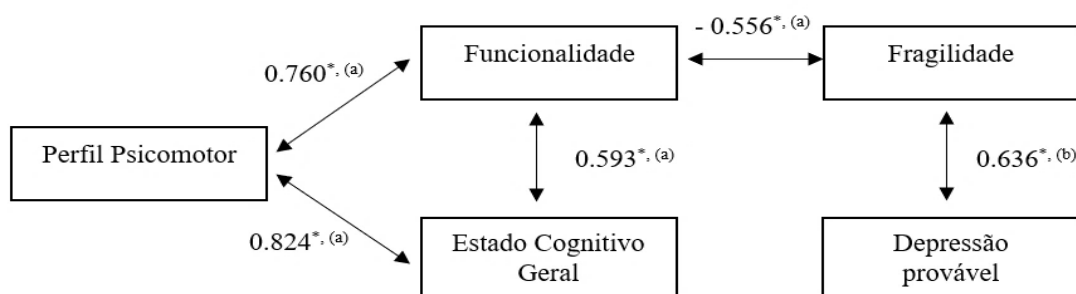 - 0.556*, (a)
Funcionalidade
Fragilidade
0.760*, (a)
Perfil Psicomotor
0.593*, (a)
0.636*, (b)
0.824*, (a)
Estado Cognitivo
Geral
Depressão
provável